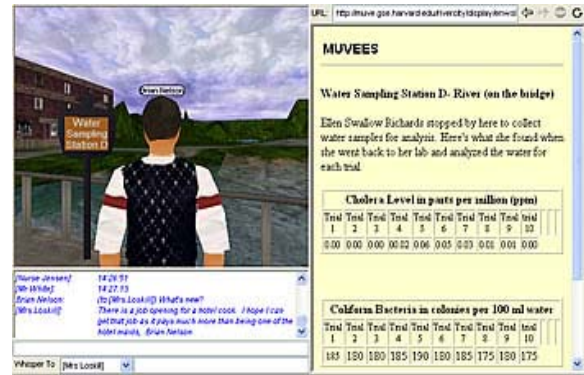 URL: http://muve.gse.harvard.edu/rivercity/display/
MUVEES
Brian Nelson
Water
Sampling
Station D
Water Sampling Station D- River (on the bridge)
Ellen Swallow Richards stopped by here to collect
water samples for analysis. Here's what she found when
she went back to her lab and analyzed the water for
each trial.
Cholera Level in parts per million (ppm)
Trial Trial Trial Trial Trial Trial Trial Trial Trial trial
1 2 3 4 5 6 7 8 9 10
0.00 0.00 0.00 00.02 0.06 0.05 0.03 0.01 0.01 0.00
Coliform Bacteria in colonies per 100 ml water
Trial Trial Trial Trial Trial Trial Trial Trial Trial trial
1 2 3 4 5 6 7 8 9 10
185 180 180 185 190 180 185 175 180 175
[Nurse Jensen]: 14:26:51
[Mr White]: 14:27:15
Brian Nelson: (to [Mrs.Loskill]) What's new?
[Mrs.Loskill]: There is a job opening for a hotel cook. I hope I can
get that job as it pays much more than being one of the
hotel maids, Brian Nelson.
Whisper To [Mrs Loskill]